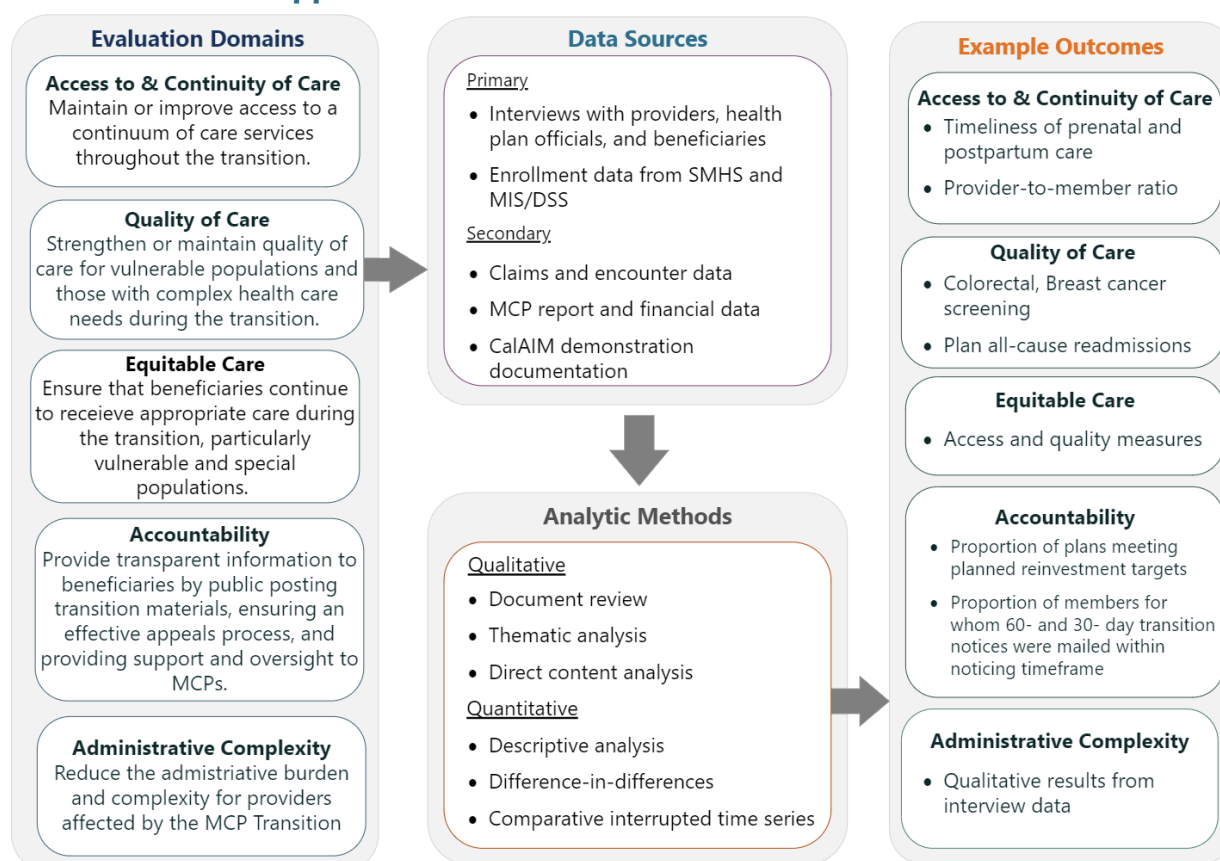 Evaluation Domains
Access to & Continuity of Care
Maintain or improve access to a
continuum of care services
throughout the transition.
Quality of Care
Strengthen or maintain quality of
care for vulnerable populations and
those with complex health care
needs during the transition.
Equitable Care
Ensure that beneficiaries continue
to receieve appropriate care during
the transition, particularly
vulnerable and special
populations.
Accountability
Provide transparent information to
beneficiaries by public posting
transition materials, ensuring an
effective appeals process, and
providing support and oversight to
MCPs.
Administrative Complexity
Reduce the admistriative burden
and complexity for providers
affected by the MCP Transition
Data Sources
Primary
• Interviews with providers, health
plan officials, and beneficiaries
• Enrollment data from SMHS and
MIS/DSS
Secondary
• Claims and encounter data
• MCP report and financial data
• CalAIM demonstration
documentation
Analytic Methods
Qualitative
• Document review
• Thematic analysis
• Direct content analysis
Quantitative
• Descriptive analysis
• Difference-in-differences
• Comparative interrupted time series
Example Outcomes
Access to & Continuity of Care
• Timeliness of prenatal and
postpartum care
• Provider-to-member ratio
Quality of Care
• Colorectal, Breast cancer
screening
• Plan all-cause readmissions
Equitable Care
• Access and quality measures
Accountability
• Proportion of plans meeting
planned reinvestment targets
• Proportion of members for
whom 60- and 30- day transition
notices were mailed within
noticing timeframe
Administrative Complexity
• Qualitative results from
interview data